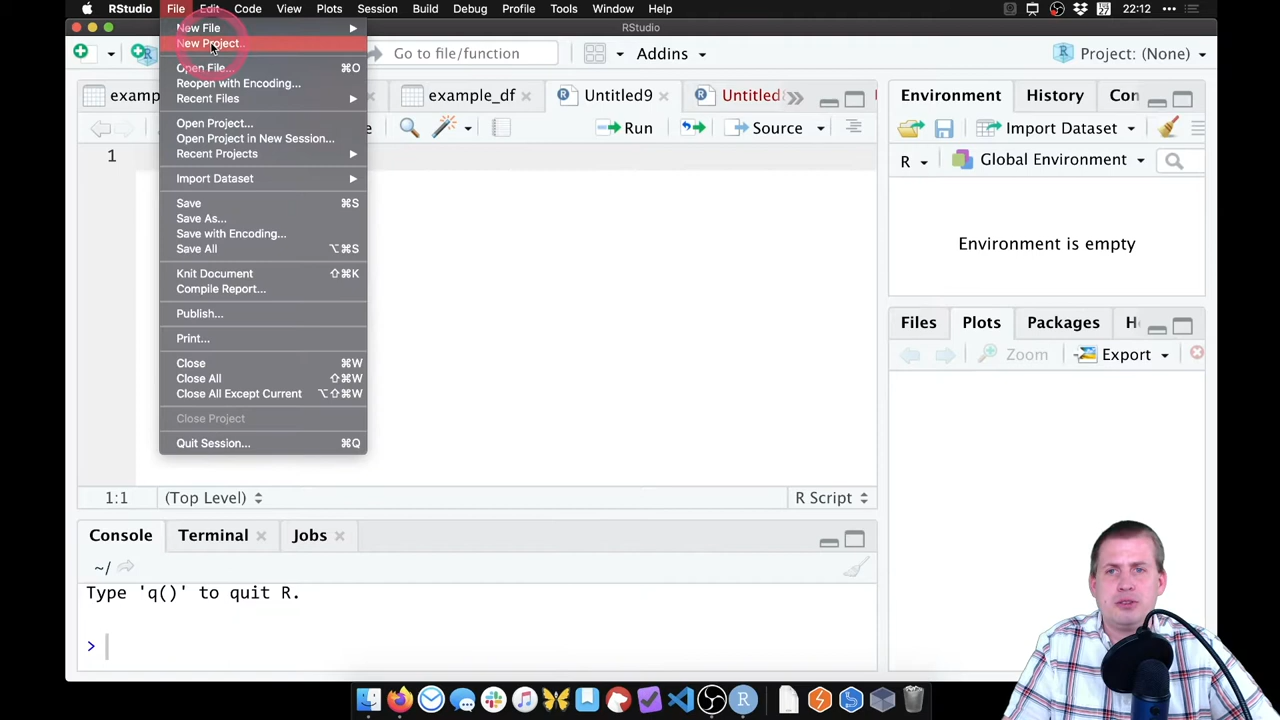 RStudio File Edit Code View Plots Session Build Debug Profile Tools Window Help 22:12
RStudio
New File
New Project...
Open File... ⌘O
Reopen with Encoding...
Recent Files
Open Project...
Open Project in New Session...
Recent Projects
Import Dataset
Save ⌘S
Save As...
Save with Encoding...
Save All ⌥⌘S
Knit Document ⇧⌘K
Compile Report...
Publish...
Print...
Close ⌘W
Close All ⇧⌘W
Close All Except Current ⌥⇧⌘W
Close Project
Quit Session... ⌘Q
Go to file/function
Addins
Project: (None)
examp
example_df
Untitled9
Untitled
Run
Source
1
1:1 (Top Level) R Script
Console Terminal Jobs
~/
Type 'q()' to quit R.
>
Environment History Con
Import Dataset
R Global Environment
Environment is empty
Files Plots Packages H
Zoom Export